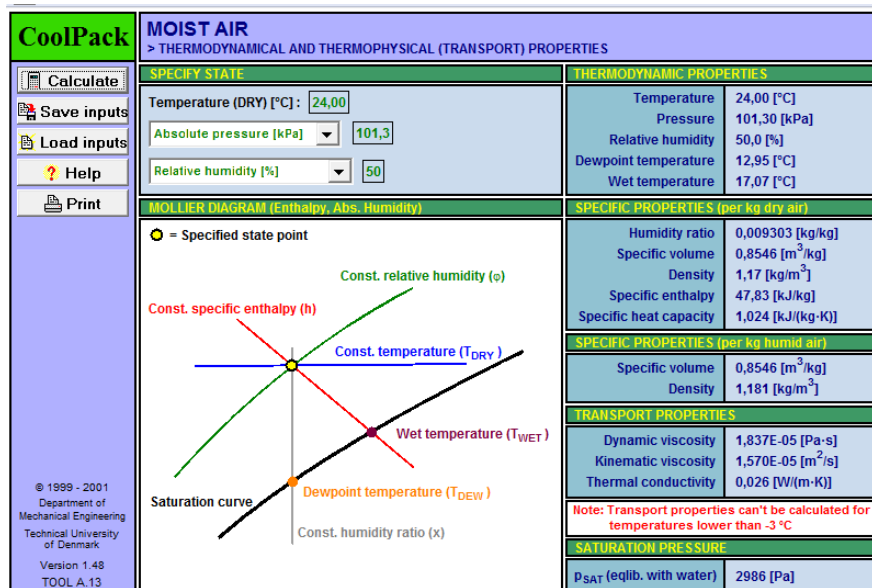 CoolPack
MOIST AIR
> THERMODYNAMICAL AND THERMOPHYSICAL (TRANSPORT) PROPERTIES
Calculate
Save inputs
Load inputs
Help
Print
© 1999 - 2001
Department of
Mechanical Engineering
Technical University
of Denmark
Version 1.48
TOOL A.13
SPECIFY STATE
Temperature (DRY) [°C] : 24,00
Absolute pressure [kPa] 101,3
Relative humidity [%] 50
MOLLIER DIAGRAM (Enthalpy, Abs. Humidity)
= Specified state point
Const. relative humidity (φ)
Const. specific enthalpy (h)
Const. temperature (TDRY )
Wet temperature (TWET )
Dewpoint temperature (TDEW )
Saturation curve
Const. humidity ratio (x)
THERMODYNAMIC PROPERTIES
Temperature 24,00 [°C]
Pressure 101,30 [kPa]
Relative humidity 50,0 [%]
Dewpoint temperature 12,95 [°C]
Wet temperature 17,07 [°C]
SPECIFIC PROPERTIES (per kg dry air)
Humidity ratio 0,009303 [kg/kg]
Specific volume 0,8546 [m³/kg]
Density 1,17 [kg/m³]
Specific enthalpy 47,83 [kJ/kg]
Specific heat capacity 1,024 [kJ/(kg·K)]
SPECIFIC PROPERTIES (per kg humid air)
Specific volume 0,8546 [m³/kg]
Density 1,181 [kg/m³]
TRANSPORT PROPERTIES
Dynamic viscosity 1,837E-05 [Pa·s]
Kinematic viscosity 1,570E-05 [m²/s]
Thermal conductivity 0,026 [W/(m·K)]
Note: Transport properties can't be calculated for
temperatures lower than -3 °C
SATURATION PRESSURE
pSAT (eqlib. with water) 2986 [Pa]